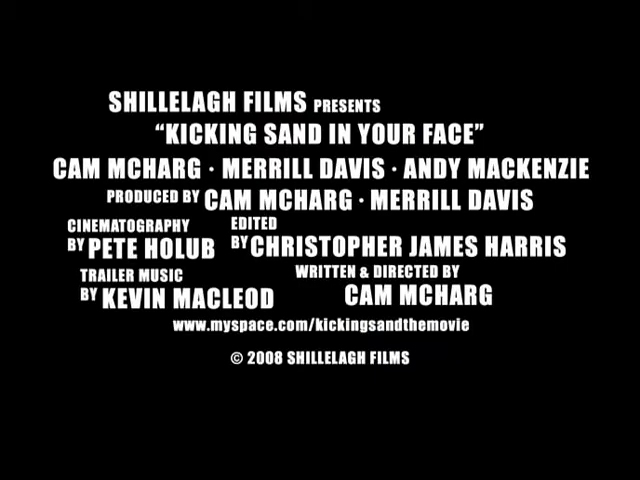 SHILLELAGH FILMS PRESENTS
“KICKING SAND IN YOUR FACE”
CAM MCHARG · MERRILL DAVIS · ANDY MACKENZIE
PRODUCED BY CAM MCHARG · MERRILL DAVIS
CINEMATOGRAPHY
BY PETE HOLUB
EDITED
BY CHRISTOPHER JAMES HARRIS
TRAILER MUSIC
BY KEVIN MACLEOD
WRITTEN & DIRECTED BY
CAM MCHARG
www.myspace.com/kickingsandthemovie
© 2008 SHILLELAGH FILMS